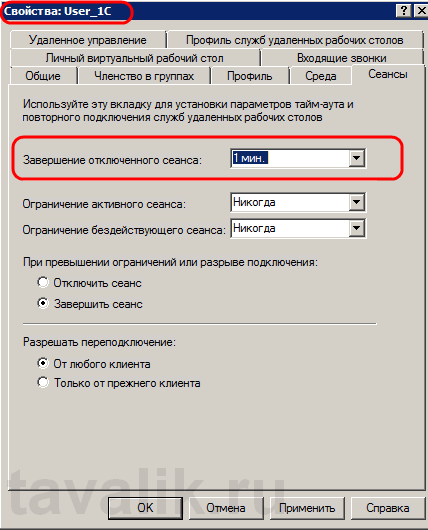 Свойства: User_1C
Удаленное управление
Профиль служб удаленных рабочих столов
Личный виртуальный рабочий стол
Входящие звонки
Общие
Членство в группах
Профиль
Среда
Сеансы
Используйте эту вкладку для установки параметров тайм-аута и
повторного подключения служб удаленных рабочих столов
Завершение отключенного сеанса: 1 мин.
Ограничение активного сеанса: Никогда
Ограничение бездействующего сеанса: Никогда
При превышении ограничений или разрыве подключения:
Отключить сеанс
Завершить сеанс
Разрешать переподключение:
От любого клиента
Только от прежнего клиента
tavalik.ru
OK
Отмена
Применить
Справка